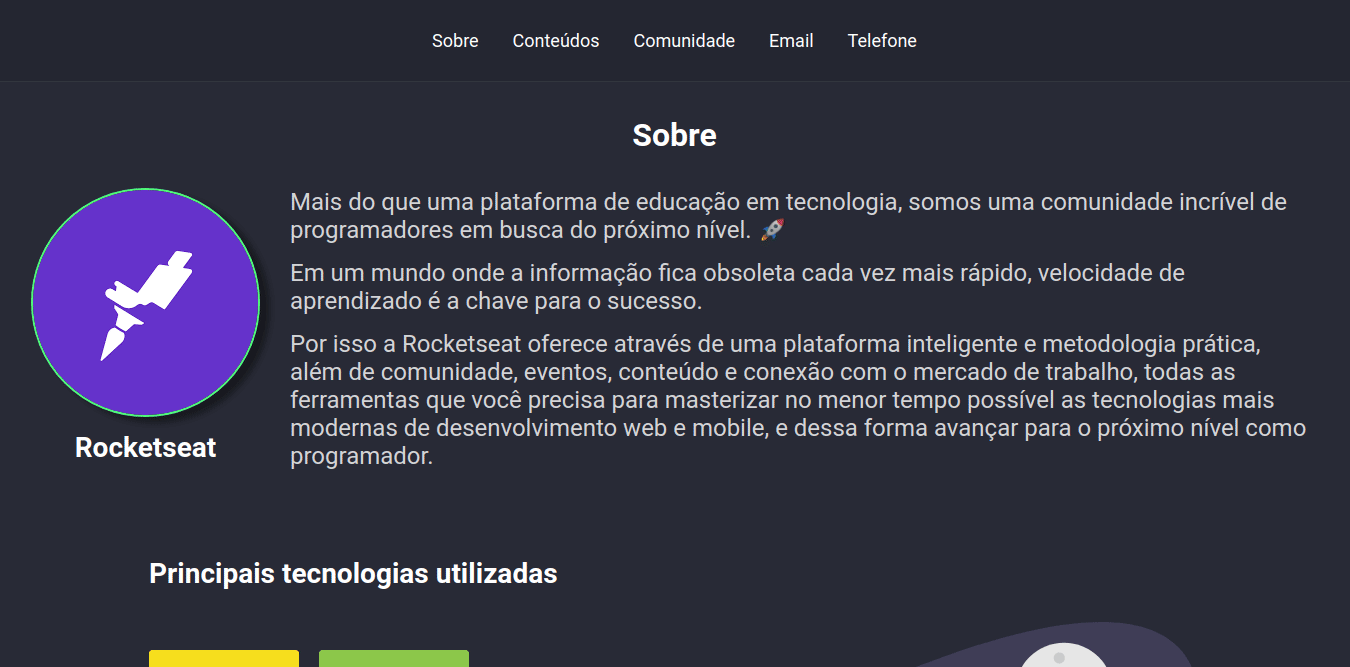 Sobre Conteúdos Comunidade Email Telefone
Sobre
Mais do que uma plataforma de educação em tecnologia, somos uma comunidade incrível de
programadores em busca do próximo nível. 🚀
Em um mundo onde a informação fica obsoleta cada vez mais rápido, velocidade de
aprendizado é a chave para o sucesso.
Por isso a Rocketseat oferece através de uma plataforma inteligente e metodologia prática,
além de comunidade, eventos, conteúdo e conexão com o mercado de trabalho, todas as
ferramentas que você precisa para masterizar no menor tempo possível as tecnologias mais
modernas de desenvolvimento web e mobile, e dessa forma avançar para o próximo nível como
programador.
Rocketseat
Principais tecnologias utilizadas